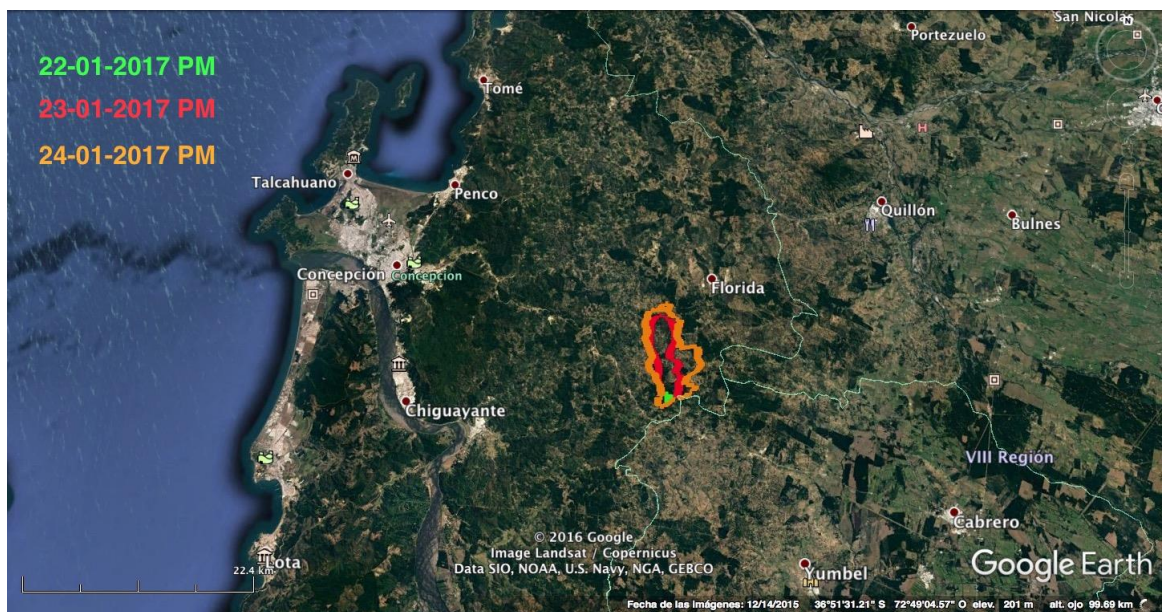 San Nicolás
N
Portezuelo
22-01-2017 PM
Tomé
23-01-2017 PM
24-01-2017 PM
H
Talcahuano
Penco
Quillón
Bulnes
Concepción
Concepcion
Florida
Chiguayante
VIII Región
Cabrero
© 2016 Google
Image Landsat / Copernicus
Data SIO, NOAA, U.S. Navy, NGA, GEBCO
Lota
22.4 km
Yumbel
Google Earth
Fecha de las imágenes: 12/14/2015 36°51'31.21" S 72°49'04.57" O elev. 201 m alt. ojo 99.69 km